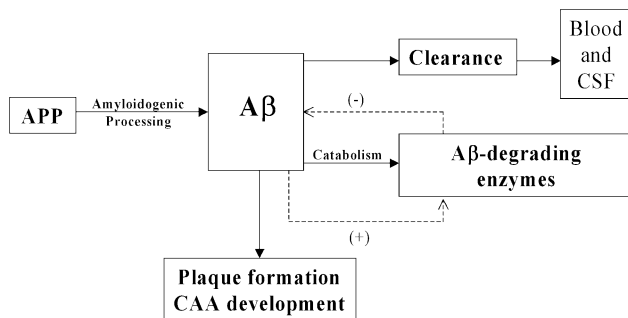 Blood
and
CSF
Clearance
Aβ
(-)
APP
Amyloidogenic
Processing
Catabolism
Aβ-degrading
enzymes
(+)
Plaque formation
CAA development